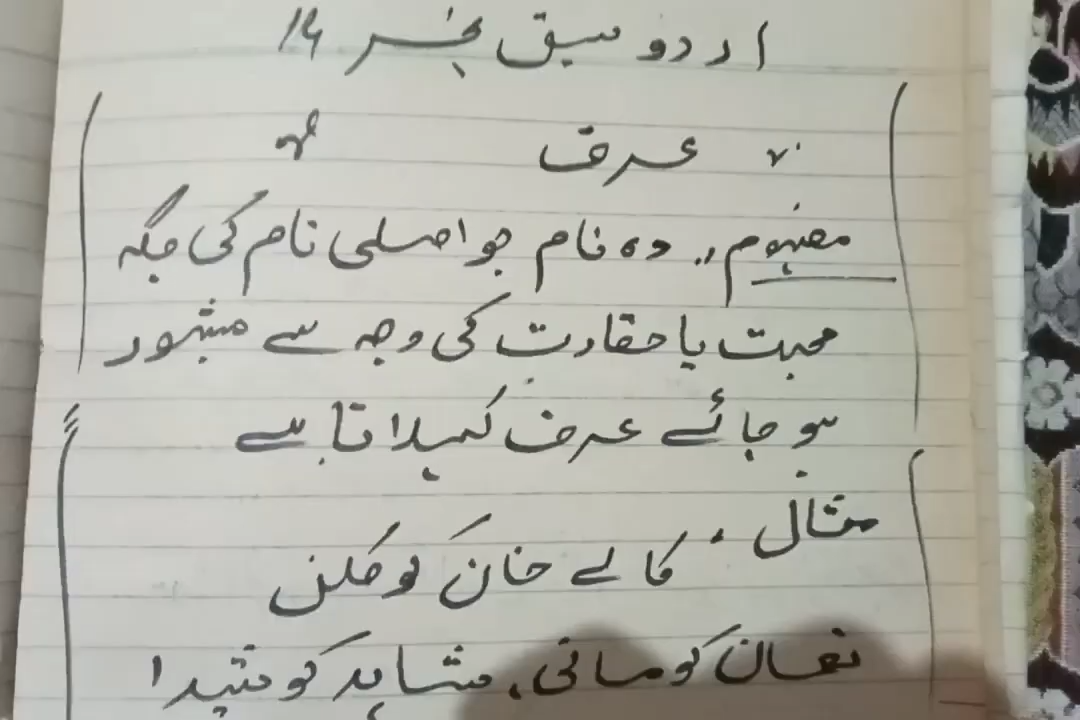 اردو سبق نمبر 14
عرف
مفہوم :۔ وہ نام جو اصلی نام کی جگہ
محبت یا حقارت کی وجہ سے مشہور
ہو جائے عرف کہلاتا ہے
مثال ۔ کالے خان کو کلن
نعمان کو مانی، شاہد کو شیدا